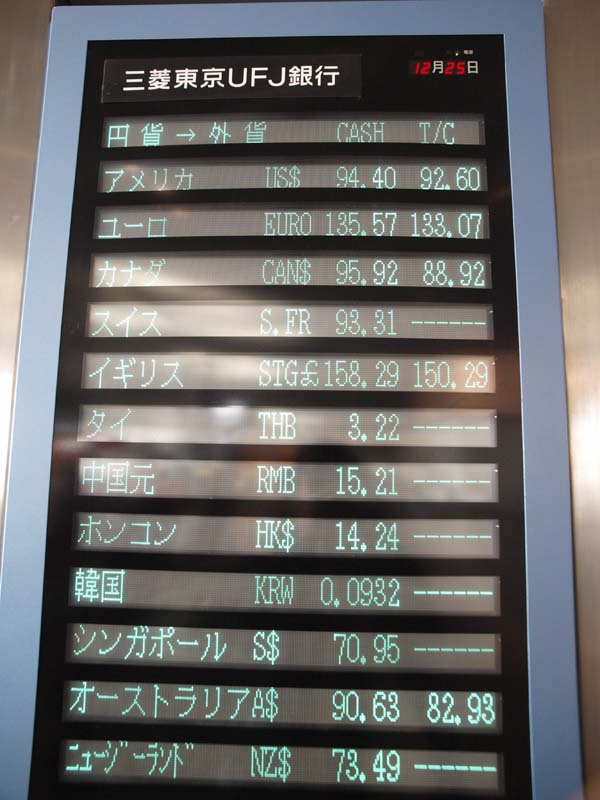 電源
三菱東京UFJ銀行 12月25日
円貨→外貨 CASH T/C
アメリカ US$ 94.40 92.60
ユーロ EURO 135.57 133.07
カナダ CAN$ 95.92 88.92
スイス S.FR 93.31 ------
イギリス STG£ 158.29 150.29
タイ THB 3.22 ------
中国元 RMB 15.21 ------
ホンコン HK$ 14.24 ------
韓国 KRW 0.0932 ------
シンガポール S$ 70.95 ------
オーストラリア A$ 90.63 82.93
ニュージーランド NZ$ 73.49 ------